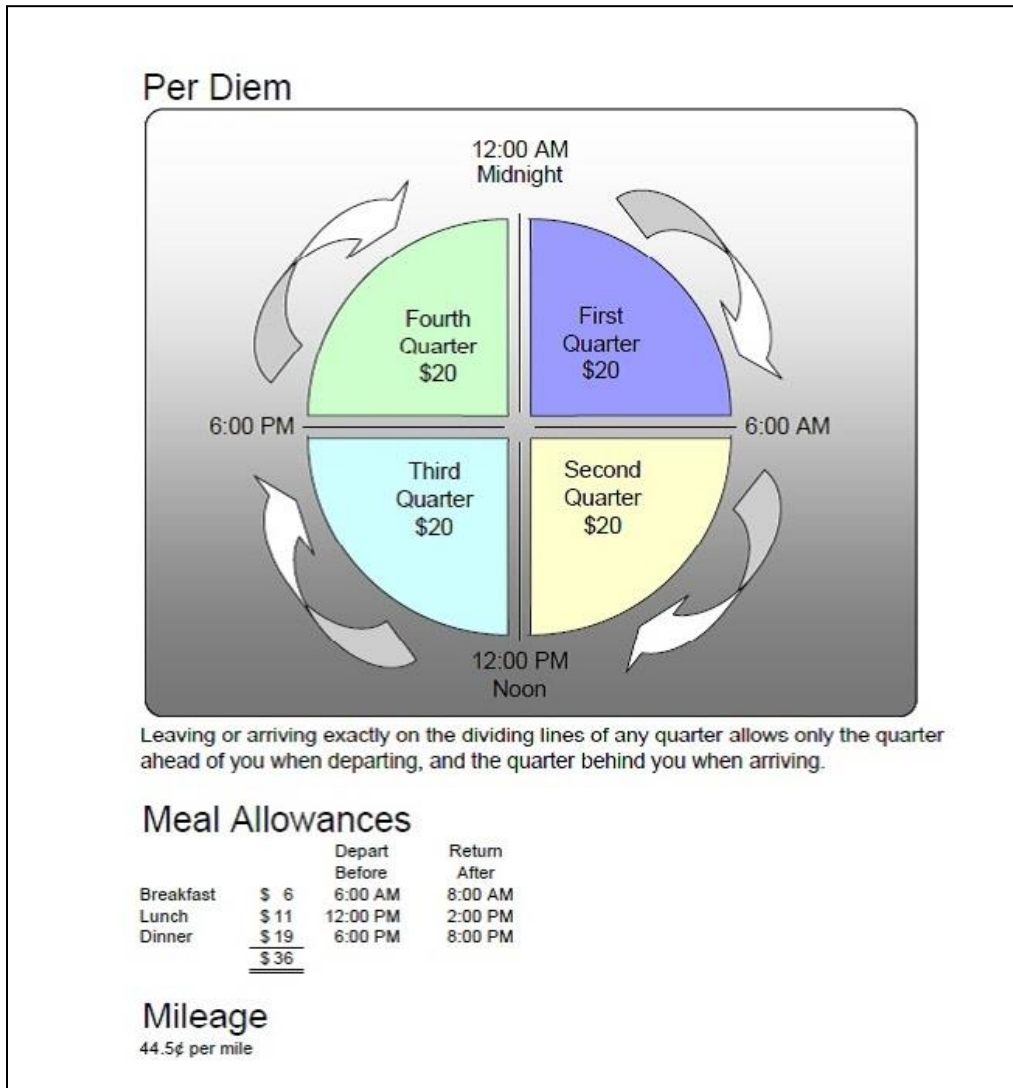 Per Diem
12:00 AM
Midnight
Fourth
Quarter
$20
First
Quarter
$20
6:00 PM
6:00 AM
Third
Quarter
$20
Second
Quarter
$20
12:00 PM
Noon
Leaving or arriving exactly on the dividing lines of any quarter allows only the quarter
ahead of you when departing, and the quarter behind you when arriving.
Meal Allowances
Depart Return
Before After
Breakfast $ 6 6:00 AM 8:00 AM
Lunch $ 11 12:00 PM 2:00 PM
Dinner $ 19 6:00 PM 8:00 PM
$ 36
Mileage
44.5¢ per mile